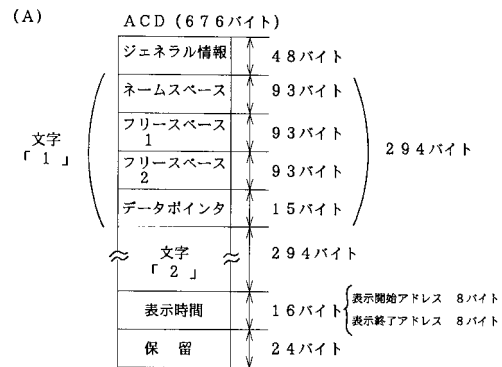 (A)
ACD(676バイト)
ジェネラル情報
48バイト
ネームスペース
93バイト
文字
「1」
フリースペース
1
93バイト
294バイト
フリースペース
2
93バイト
データポインタ
15バイト
文字
「2」
294バイト
表示時間
16バイト
表示開始アドレス 8バイト
表示終了アドレス 8バイト
保留
24バイト